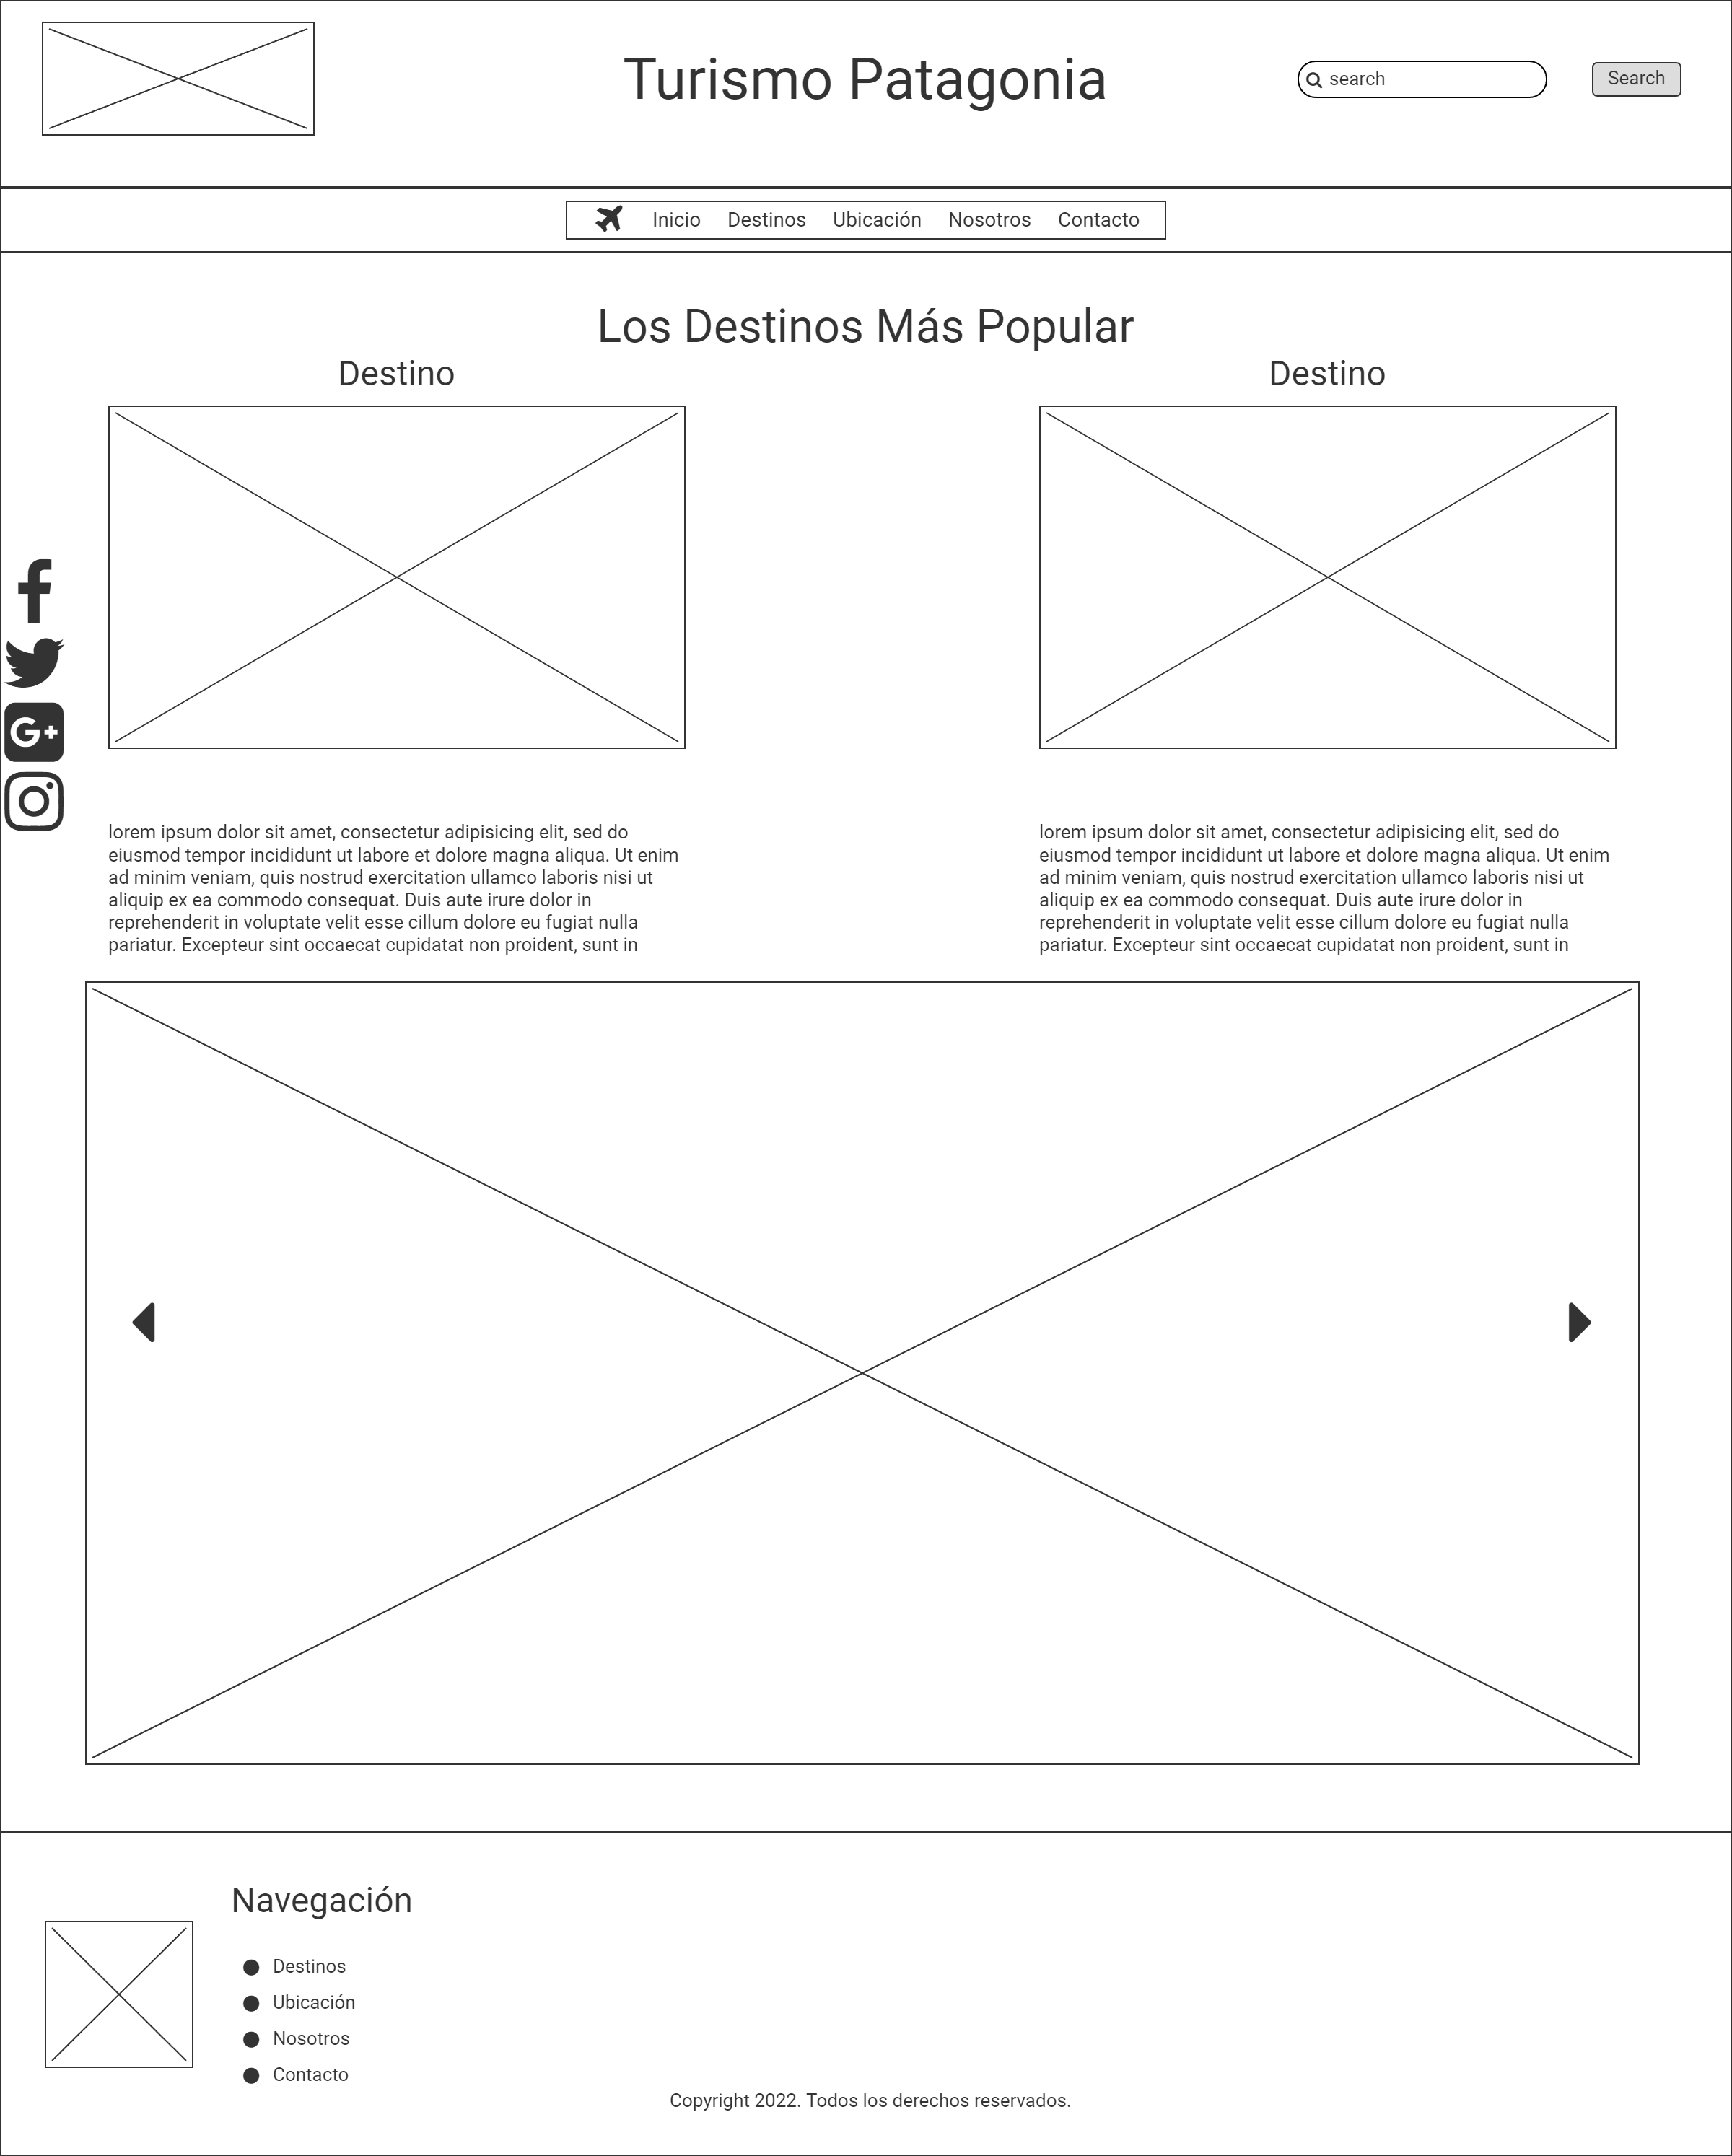 Turismo Patagonia
search
Search
Inicio Destinos Ubicación Nosotros Contacto
Los Destinos Más Popular
Destino
Destino
G+
lorem ipsum dolor sit amet, consectetur adipisicing elit, sed do
eiusmod tempor incididunt ut labore et dolore magna aliqua. Ut enim
ad minim veniam, quis nostrud exercitation ullamco laboris nisi ut
aliquip ex ea commodo consequat. Duis aute irure dolor in
reprehenderit in voluptate velit esse cillum dolore eu fugiat nulla
pariatur. Excepteur sint occaecat cupidatat non proident, sunt in
lorem ipsum dolor sit amet, consectetur adipisicing elit, sed do
eiusmod tempor incididunt ut labore et dolore magna aliqua. Ut enim
ad minim veniam, quis nostrud exercitation ullamco laboris nisi ut
aliquip ex ea commodo consequat. Duis aute irure dolor in
reprehenderit in voluptate velit esse cillum dolore eu fugiat nulla
pariatur. Excepteur sint occaecat cupidatat non proident, sunt in
Navegación
Destinos
Ubicación
Nosotros
Contacto
Copyright 2022. Todos los derechos reservados.